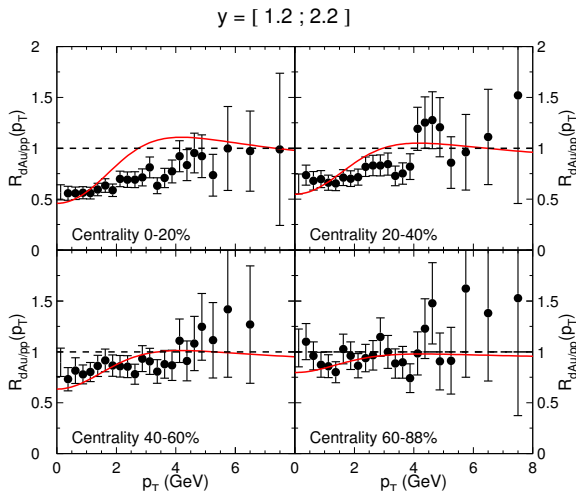 y = [ 1.2 ; 2.2 ]
2
1.5
1
0.5
0
R_dAu/pp(p_T)
Centrality 0-20%
2
1.5
1
0.5
0
R_dAu/pp(p_T)
Centrality 20-40%
1.5
1
0.5
0
R_dAu/pp(p_T)
Centrality 40-60%
0 2 4 6
p_T (GeV)
1.5
1
0.5
0
R_dAu/pp(p_T)
Centrality 60-88%
0 2 4 6 8
p_T (GeV)